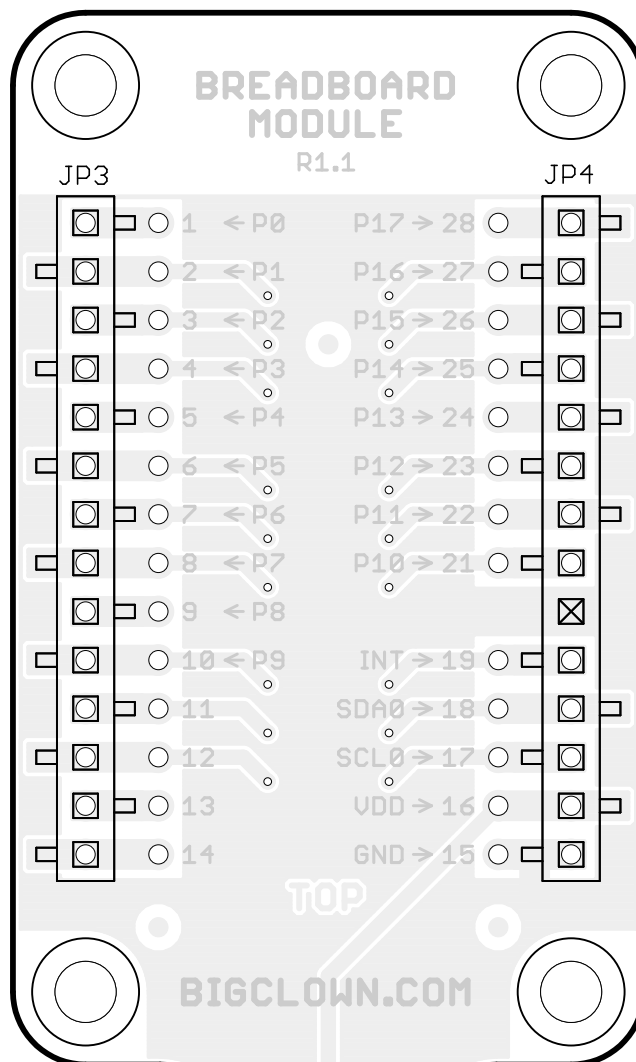 BREADBOARD
MODULE
R1.1
JP3 JP4
1 ← P0 P17 → 28
2 ← P1 P16 → 27
3 ← P2 P15 → 26
4 ← P3 P14 → 25
5 ← P4 P13 → 24
6 ← P5 P12 → 23
7 ← P6 P11 → 22
8 ← P7 P10 → 21
9 ← P8
10 ← P9 INT → 19
11 SDA0 → 18
12 SCL0 → 17
13 VDD → 16
14 GND → 15
TOP
BIGCLOWN.COM